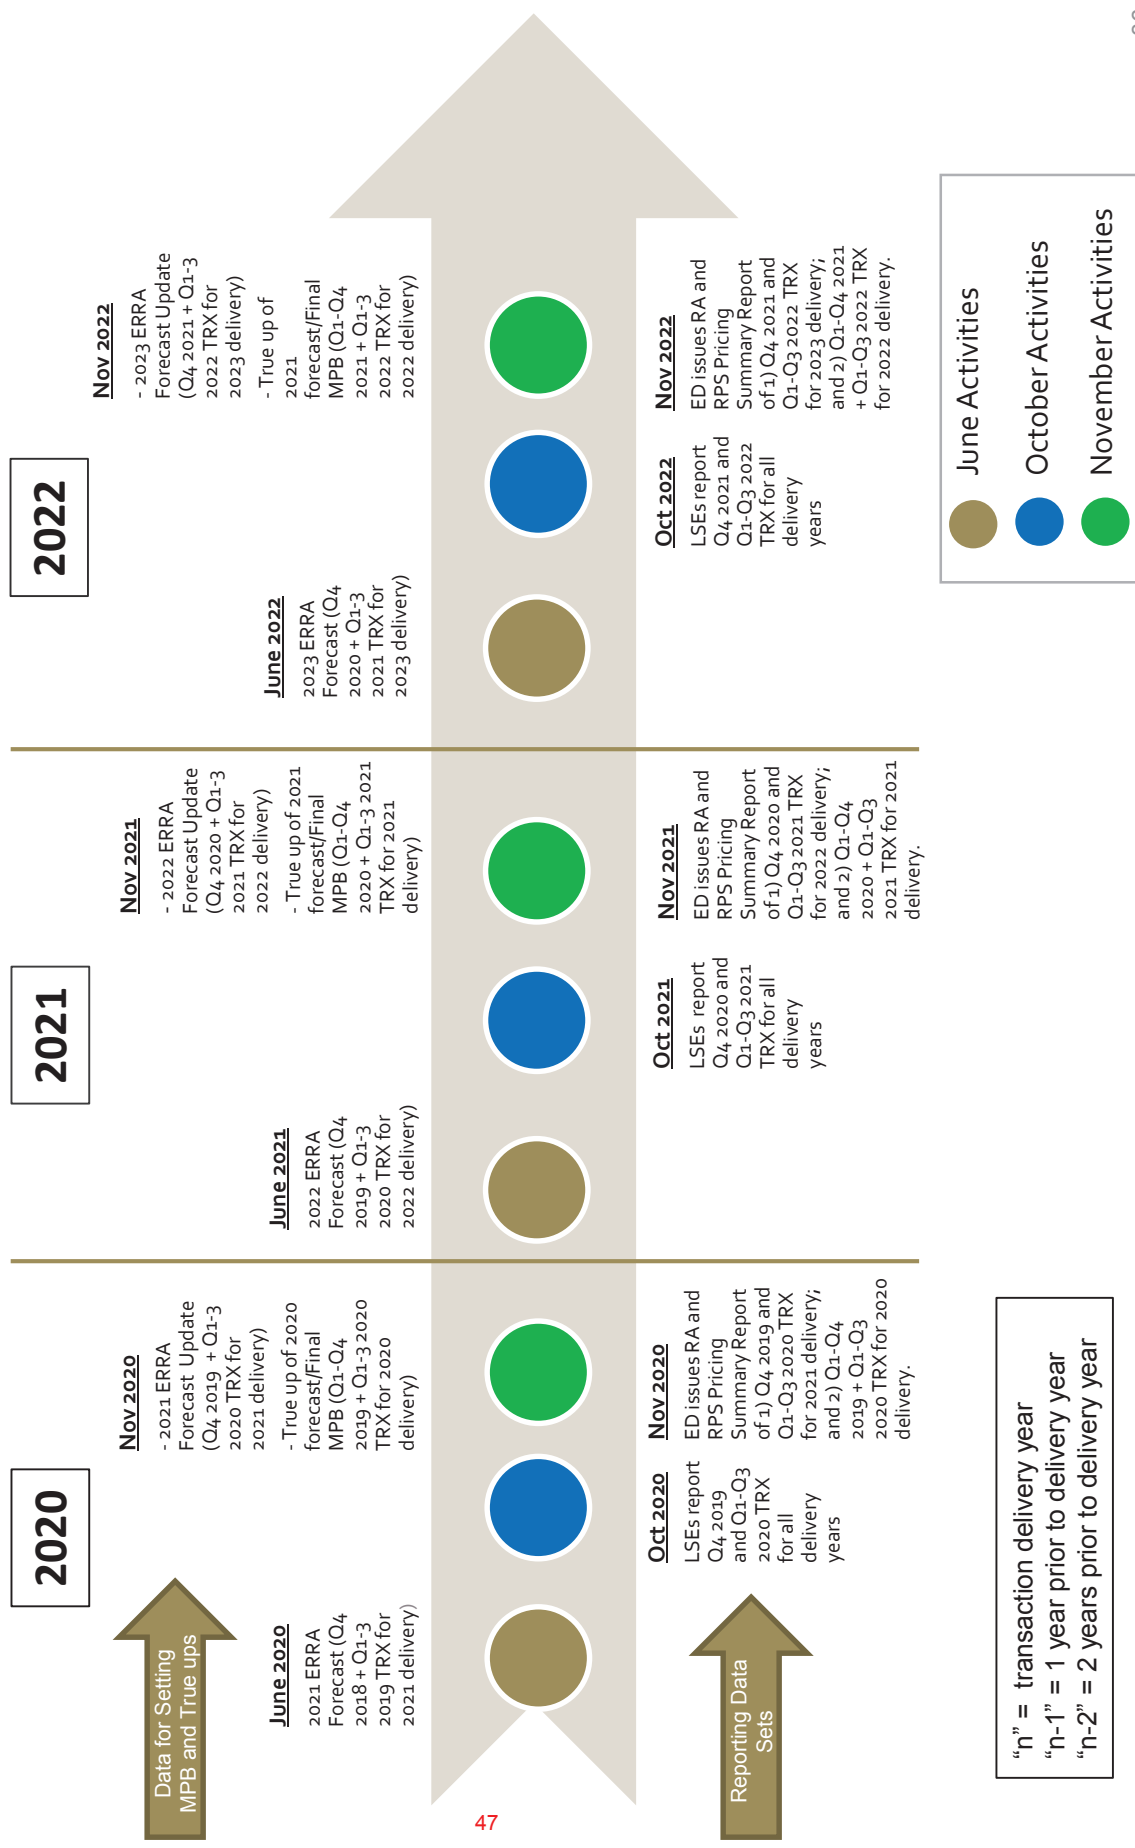 2020
2021
2022
Data for Setting
MPB and True ups
June 2020
2021 ERRA
Forecast (Q4
2018 + Q1-3
2019 TRX for
2021 delivery)
Nov 2020
- 2021 ERRA
Forecast Update
(Q4 2019 + Q1-3
2020 TRX for
2021 delivery)
- True up of 2020
forecast/Final
MPB (Q1-Q4
2019 + Q1-3 2020
TRX for 2020
delivery)
June 2021
2022 ERRA
Forecast (Q4
2019 + Q1-3
2020 TRX for
2022 delivery)
Nov 2021
- 2022 ERRA
Forecast Update
(Q4 2020 + Q1-3
2021 TRX for
2022 delivery)
- True up of 2021
forecast/Final
MPB (Q1-Q4
2020 + Q1-3 2021
TRX for 2021
delivery)
June 2022
2023 ERRA
Forecast (Q4
2020 + Q1-3
2021 TRX for
2023 delivery)
Nov 2022
- 2023 ERRA
Forecast Update
(Q4 2021 + Q1-3
2022 TRX for
2023 delivery)
- True up of
2021
forecast/Final
MPB (Q1-Q4
2021 + Q1-3
2022 TRX for
2022 delivery)
Reporting Data
Sets
Oct 2020
LSEs report
Q4 2019
and Q1-Q3
2020 TRX
for all
delivery
years
Nov 2020
ED issues RA and
RPS Pricing
Summary Report
of 1) Q4 2019 and
Q1-Q3 2020 TRX
for 2021 delivery;
and 2) Q1-Q4
2019 + Q1-Q3
2020 TRX for 2020
delivery.
Oct 2021
LSEs report
Q4 2020 and
Q1-Q3 2021
TRX for all
delivery
years
Nov 2021
ED issues RA and
RPS Pricing
Summary Report
of 1) Q4 2020 and
Q1-Q3 2021 TRX
for 2022 delivery;
and 2) Q1-Q4
2020 + Q1-Q3
2021 TRX for 2021
delivery.
Oct 2022
LSEs report
Q4 2021 and
Q1-Q3 2022
TRX for all
delivery
years
Nov 2022
ED issues RA and
RPS Pricing
Summary Report
of 1) Q4 2021 and
Q1-Q3 2022 TRX
for 2023 delivery;
and 2) Q1-Q4 2021
+ Q1-Q3 2022 TRX
for 2022 delivery.
"n" = transaction delivery year
"n-1" = 1 year prior to delivery year
"n-2" = 2 years prior to delivery year
June Activities
October Activities
November Activities
47